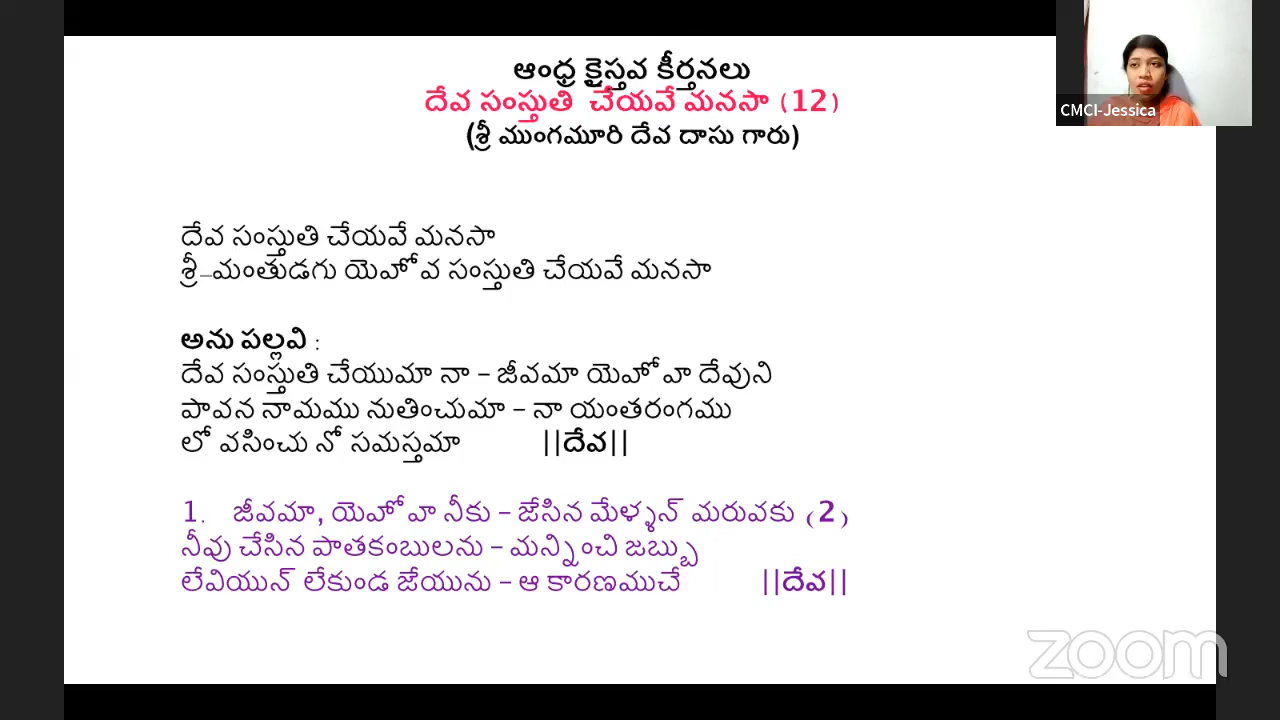 ఆంధ్ర క్రైస్తవ కీర్తనలు
దేవ సంస్తుతి చేయవే మనసా (12)
(శ్రీ ముంగమూరి దేవ దాసు గారు)
CMCI-Jessica
దేవ సంస్తుతి చేయవే మనసా
శ్రీ-మంతుడగు యెహోవ సంస్తుతి చేయవే మనసా
అను పల్లవి :
దేవ సంస్తుతి చేయుమా నా - జీవమా యెహోవా దేవుని
పావన నామము నుతించుమా - నా యంతరంగము
లో వసించు నో సమస్తమా ||దేవ||
1. జీవమా, యెహోవా నీకు - జేసిన మేళ్ళన్ మరువకు (2)
నీవు చేసిన పాతకంబులను - మన్నించి జబ్బు
లేవియున్ లేకుండ జేయును - ఆ కారణముచే ||దేవ||
zoom